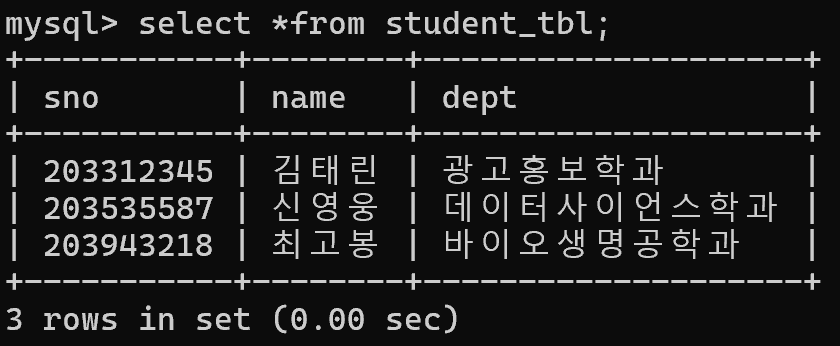 mysql> select *from student_tbl;
+-----------+--------+--------------------+
| sno       | name   | dept               |
+-----------+--------+--------------------+
| 203312345 | 김태린 | 광고홍보학과       |
| 203535587 | 신영웅 | 데이터사이언스학과 |
| 203943218 | 최고봉 | 바이오생명공학과   |
+-----------+--------+--------------------+
3 rows in set (0.00 sec)